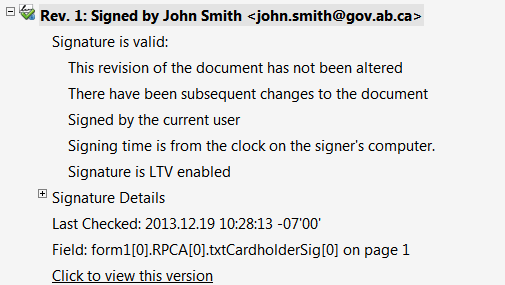 Rev. 1: Signed by John Smith <john.smith@gov.ab.ca>
Signature is valid:
This revision of the document has not been altered
There have been subsequent changes to the document
Signed by the current user
Signing time is from the clock on the signer's computer.
Signature is LTV enabled
Signature Details
Last Checked: 2013.12.19 10:28:13 -07'00'
Field: form1[0].RPCA[0].txtCardholderSig[0] on page 1
Click to view this version